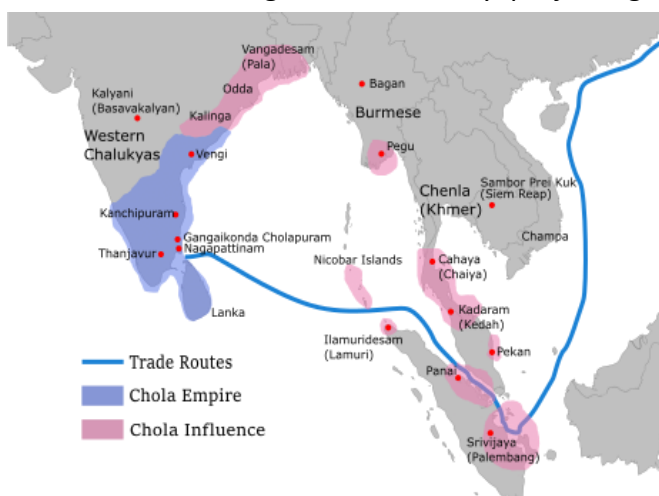 Vangadesam
(Pala)
Odda
Kalyani
(Basavakalyan)
Kalinga
Western
Chalukyas
Vengi
Bagan
Burmese
Pegu
Kanchipuram
Chenla
(Khmer)
Sambor Prei Kuk
(Siem Reap)
Gangaikonda Cholapuram
Nagapattinam
Thanjavur
Champa
Nicobar Islands
Cahaya
(Chaiya)
Lanka
Kadaram
(Kedah)
Ilamuridesam
(Lamuri)
Pekan
Panai
Srivijaya
(Palembang)
Trade Routes
Chola Empire
Chola Influence